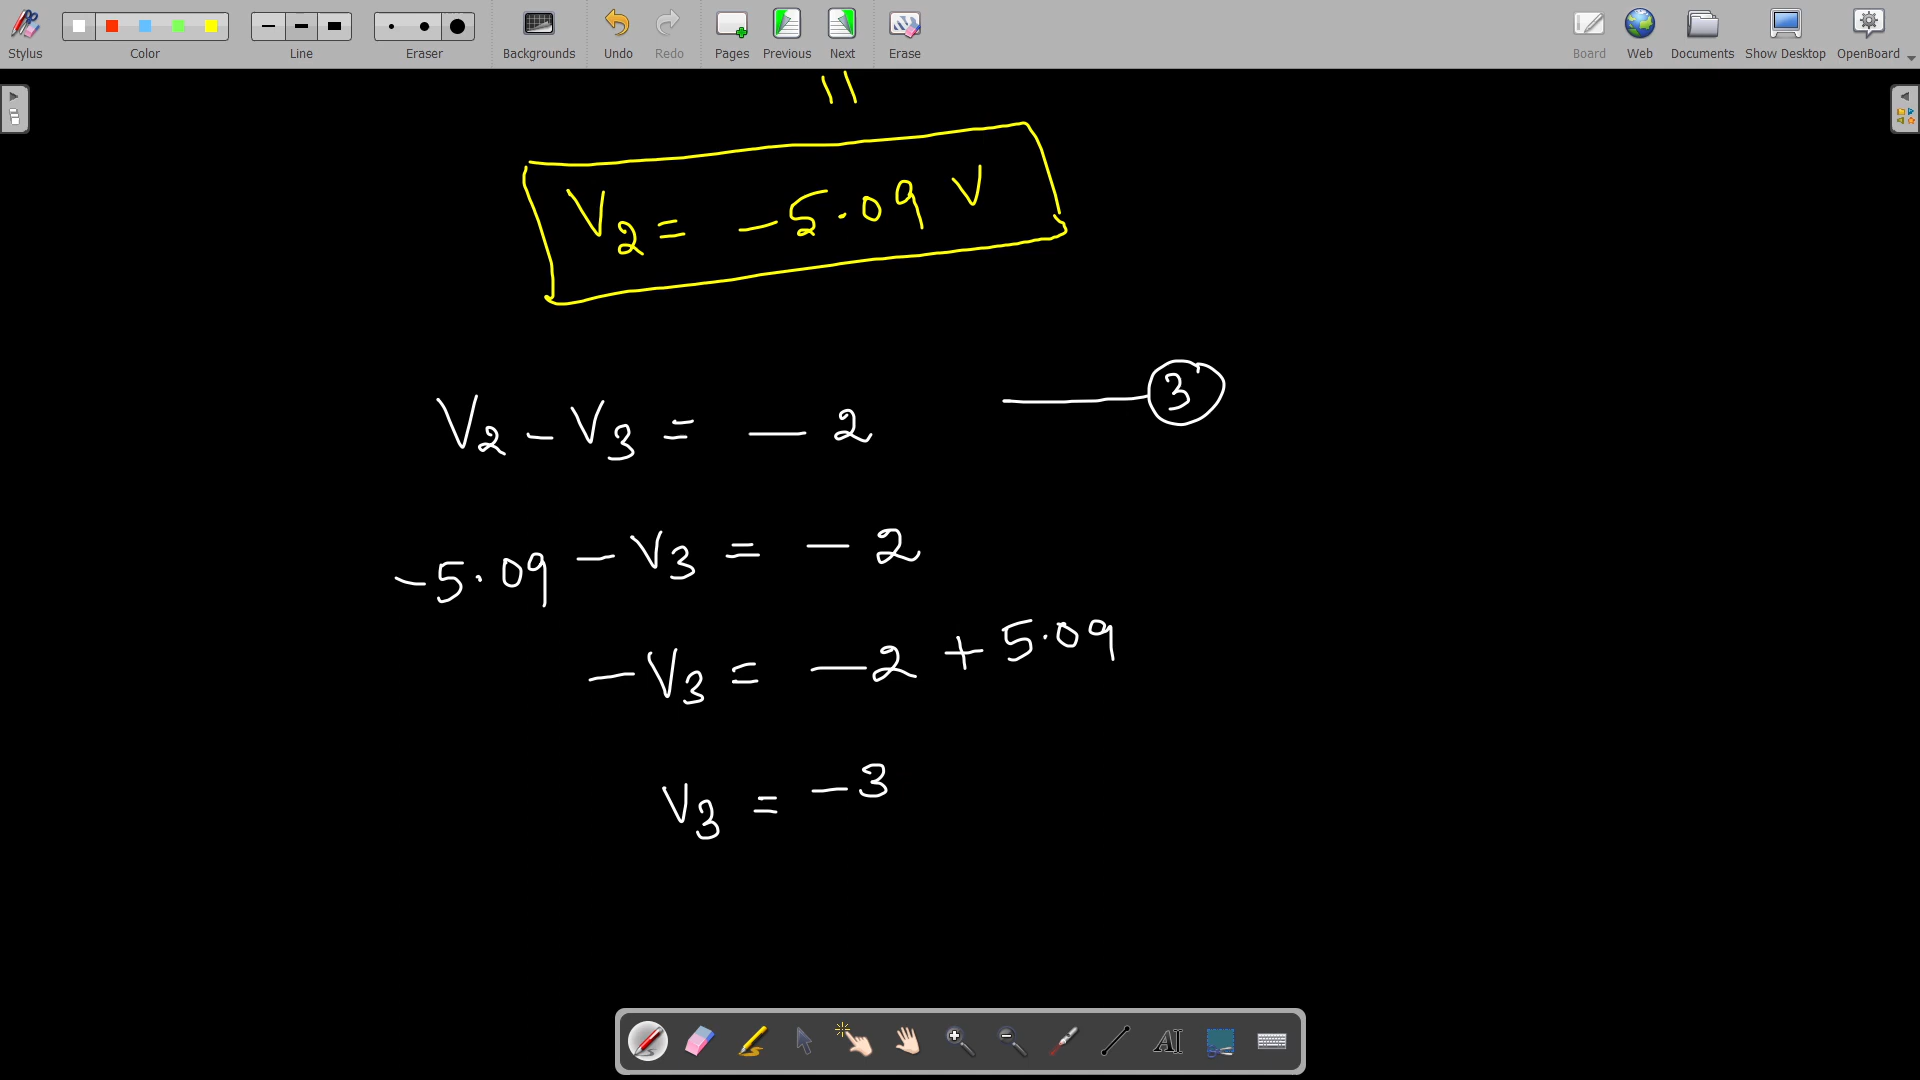 Stylus Color Line Eraser Backgrounds Undo Redo Pages Previous Next Erase Board Web Documents Show Desktop OpenBoard
V₂ = -5.09 V
V₂ - V₃ = -2 ③
-5.09 - V₃ = -2
-V₃ = -2 + 5.09
V₃ = -3